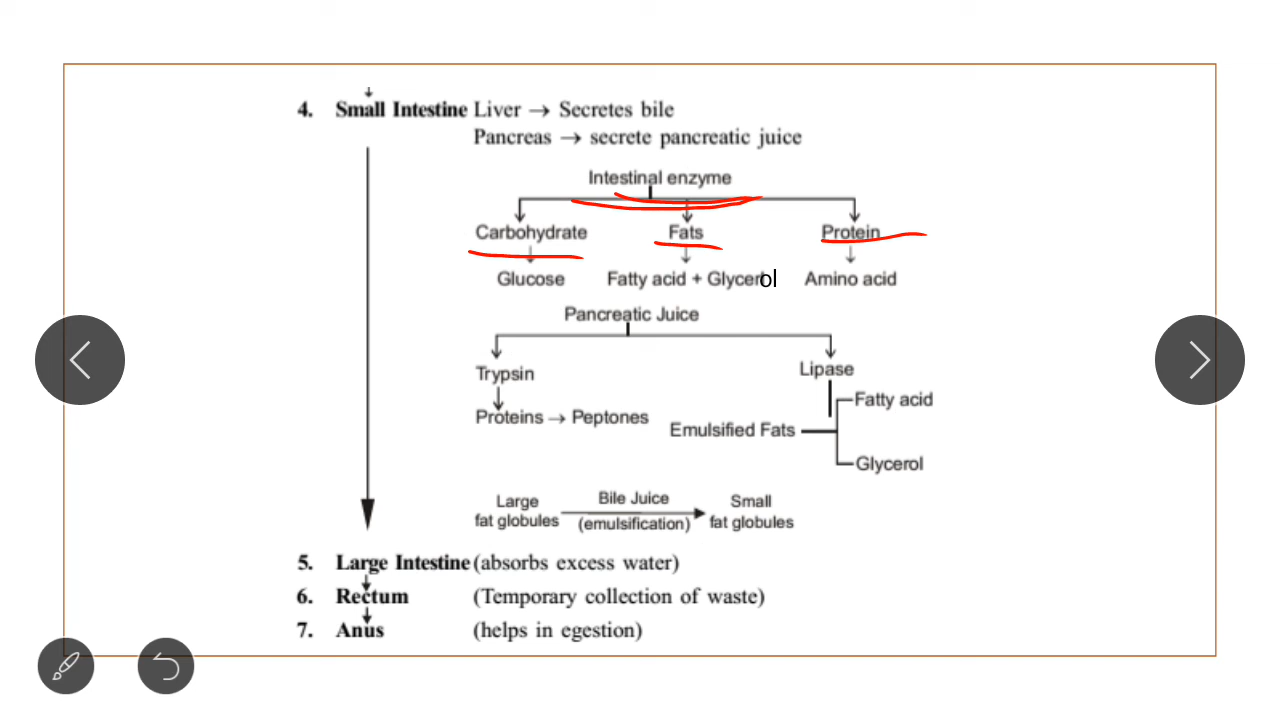 4. Small Intestine Liver → Secretes bile
Pancreas → secrete pancreatic juice
Intestinal enzyme
Carbohydrate Fats Protein
Glucose Fatty acid + Glycerol Amino acid
Pancreatic Juice
Trypsin Lipase
Proteins → Peptones
Fatty acid
Emulsified Fats
Glycerol
Large fat globules Bile Juice (emulsification) Small fat globules
5. Large Intestine (absorbs excess water)
6. Rectum (Temporary collection of waste)
7. Anus (helps in egestion)